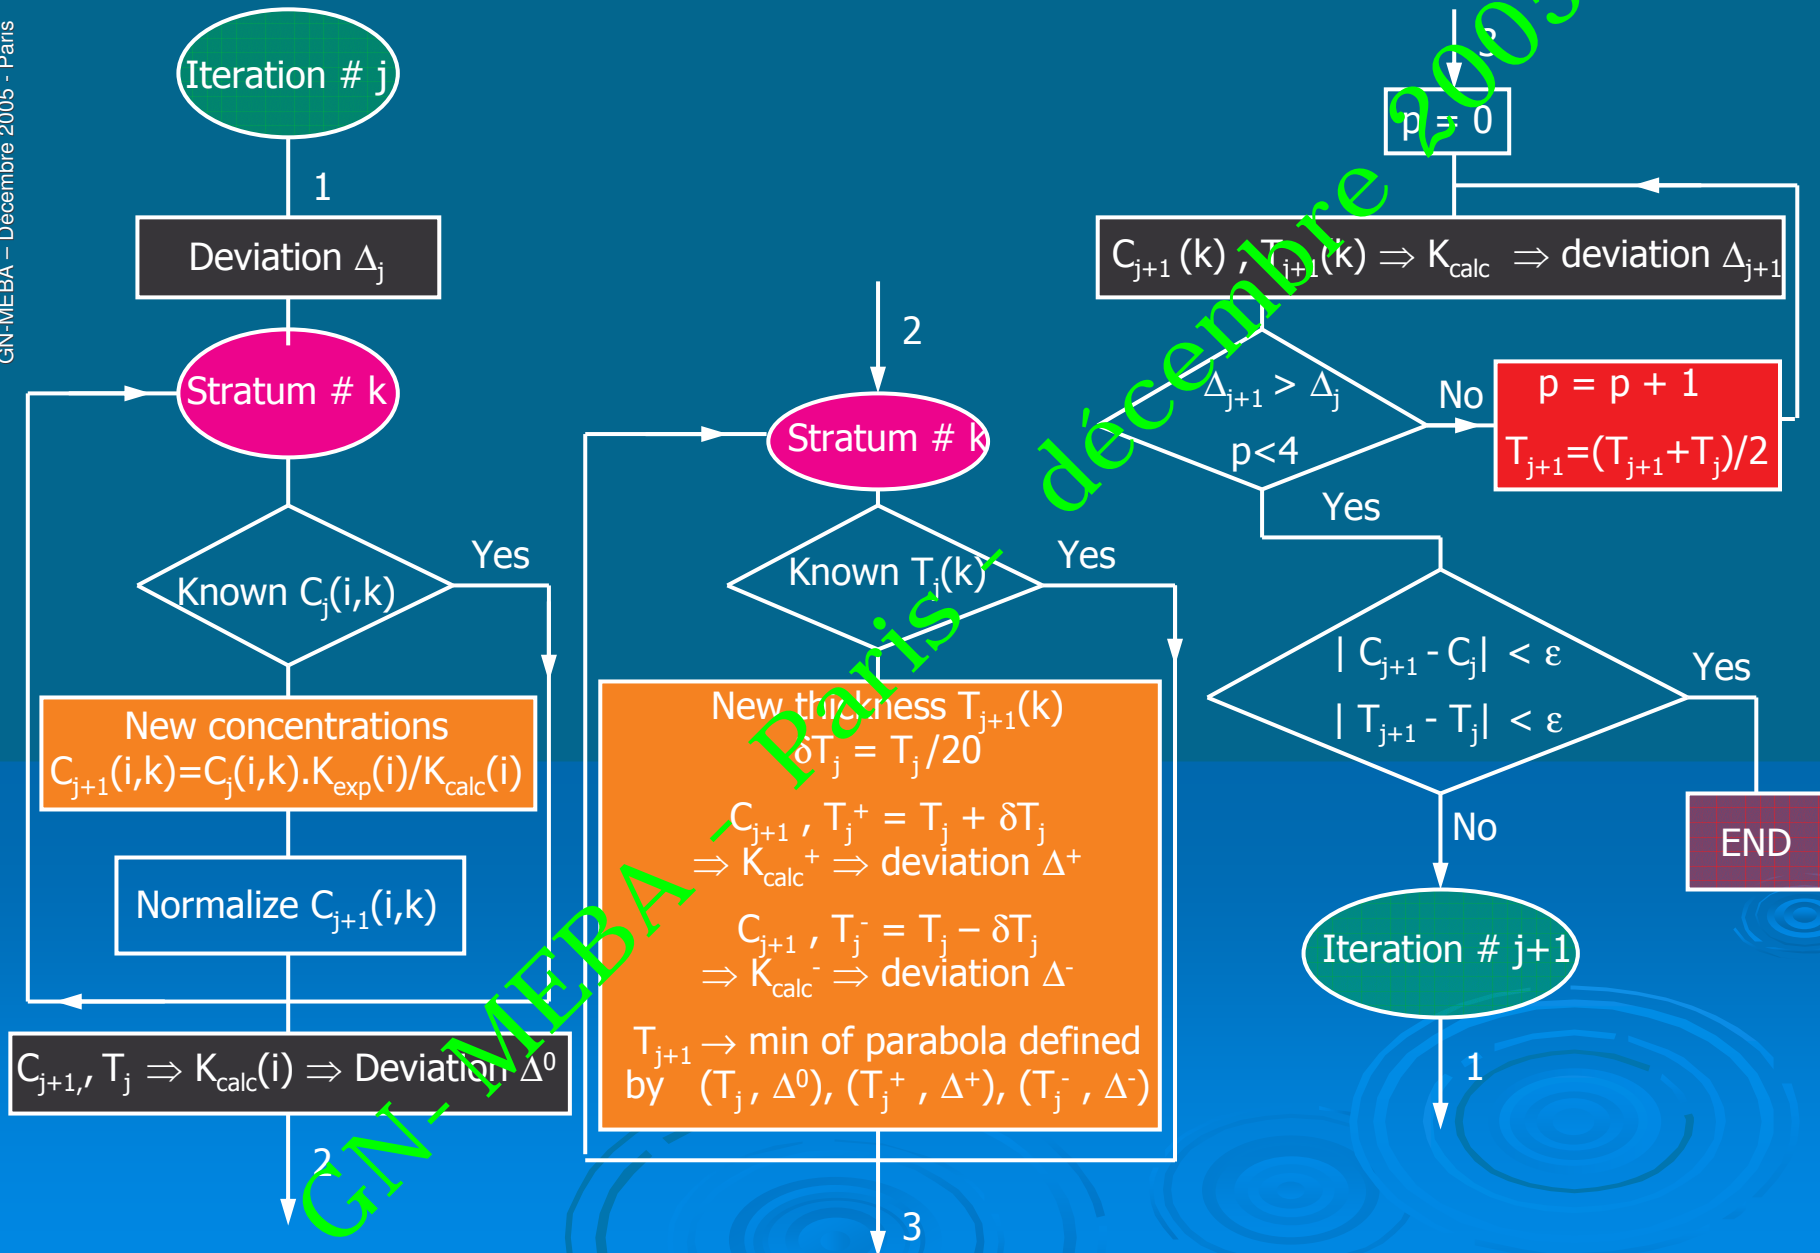 GN-MEBA – Decembre 2005 - Paris
Iteration # j
1
Deviation Δj
Stratum # k
Known Cj(i,k)
Yes
New concentrations
Cj+1(i,k)=Cj(i,k).Kexp(i)/Kcalc(i)
Normalize Cj+1(i,k)
Cj+1,, Tj ⇒ Kcalc(i) ⇒ Deviation Δ0
2
2
Stratum # k
Known Tj(k)
Yes
New thickness Tj+1(k)
δTj = Tj/20
Cj+1 , Tj+ = Tj + δTj
⇒ Kcalc+ ⇒ deviation Δ+
Cj+1 , Tj- = Tj – δTj
⇒ Kcalc- ⇒ deviation Δ-
Tj+1 → min of parabola defined
by (Tj , Δ0), (Tj+ , Δ+), (Tj- , Δ-)
3
3
p = 0
Cj+1 (k) , Tj+1(k) ⇒ Kcalc ⇒ deviation Δj+1
Δj+1 > Δj
p<4
No
p = p + 1
Tj+1=(Tj+1+Tj)/2
Yes
| Cj+1 - Cj| < ε
| Tj+1 - Tj| < ε
Yes
END
No
Iteration # j+1
1
GN-MEBA - Paris - décembre 2005